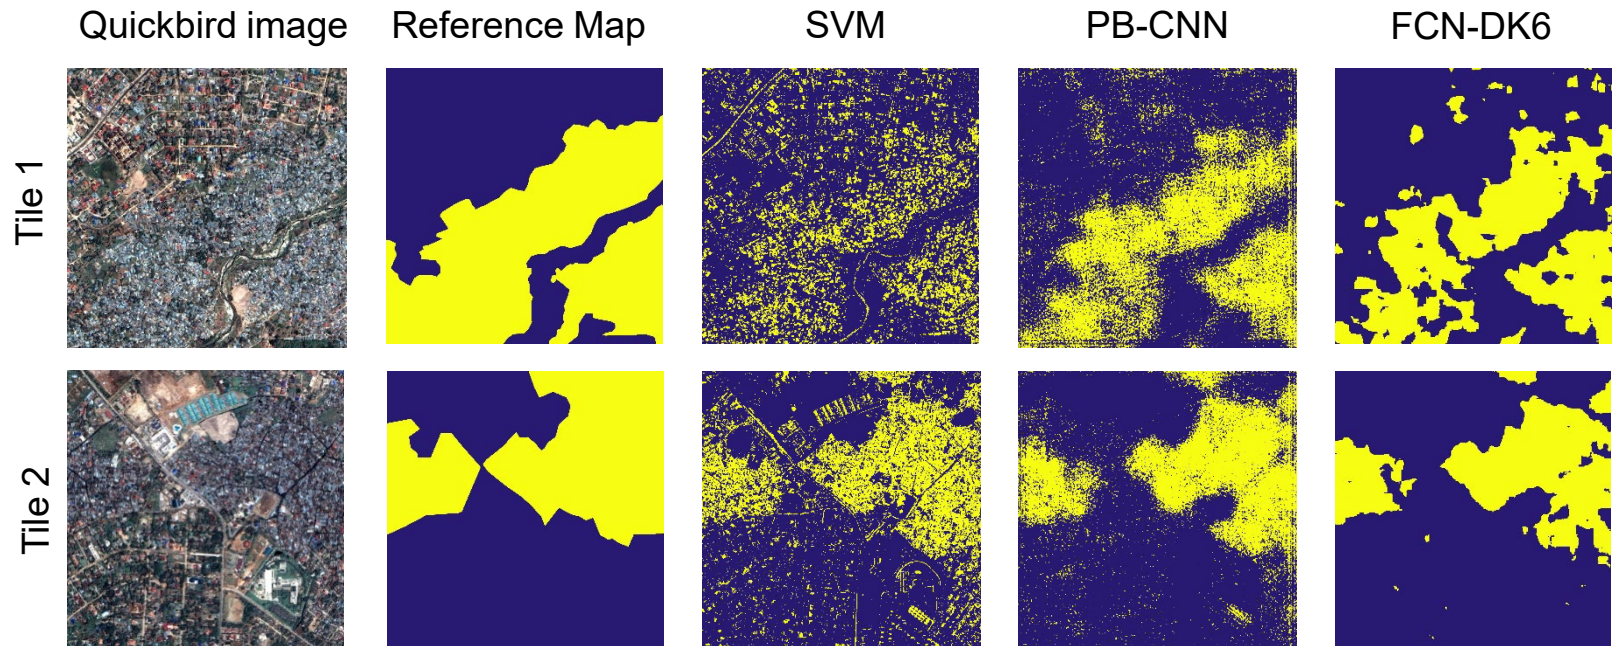 Quickbird image Reference Map SVM PB-CNN FCN-DK6
Tile 1
Tile 2